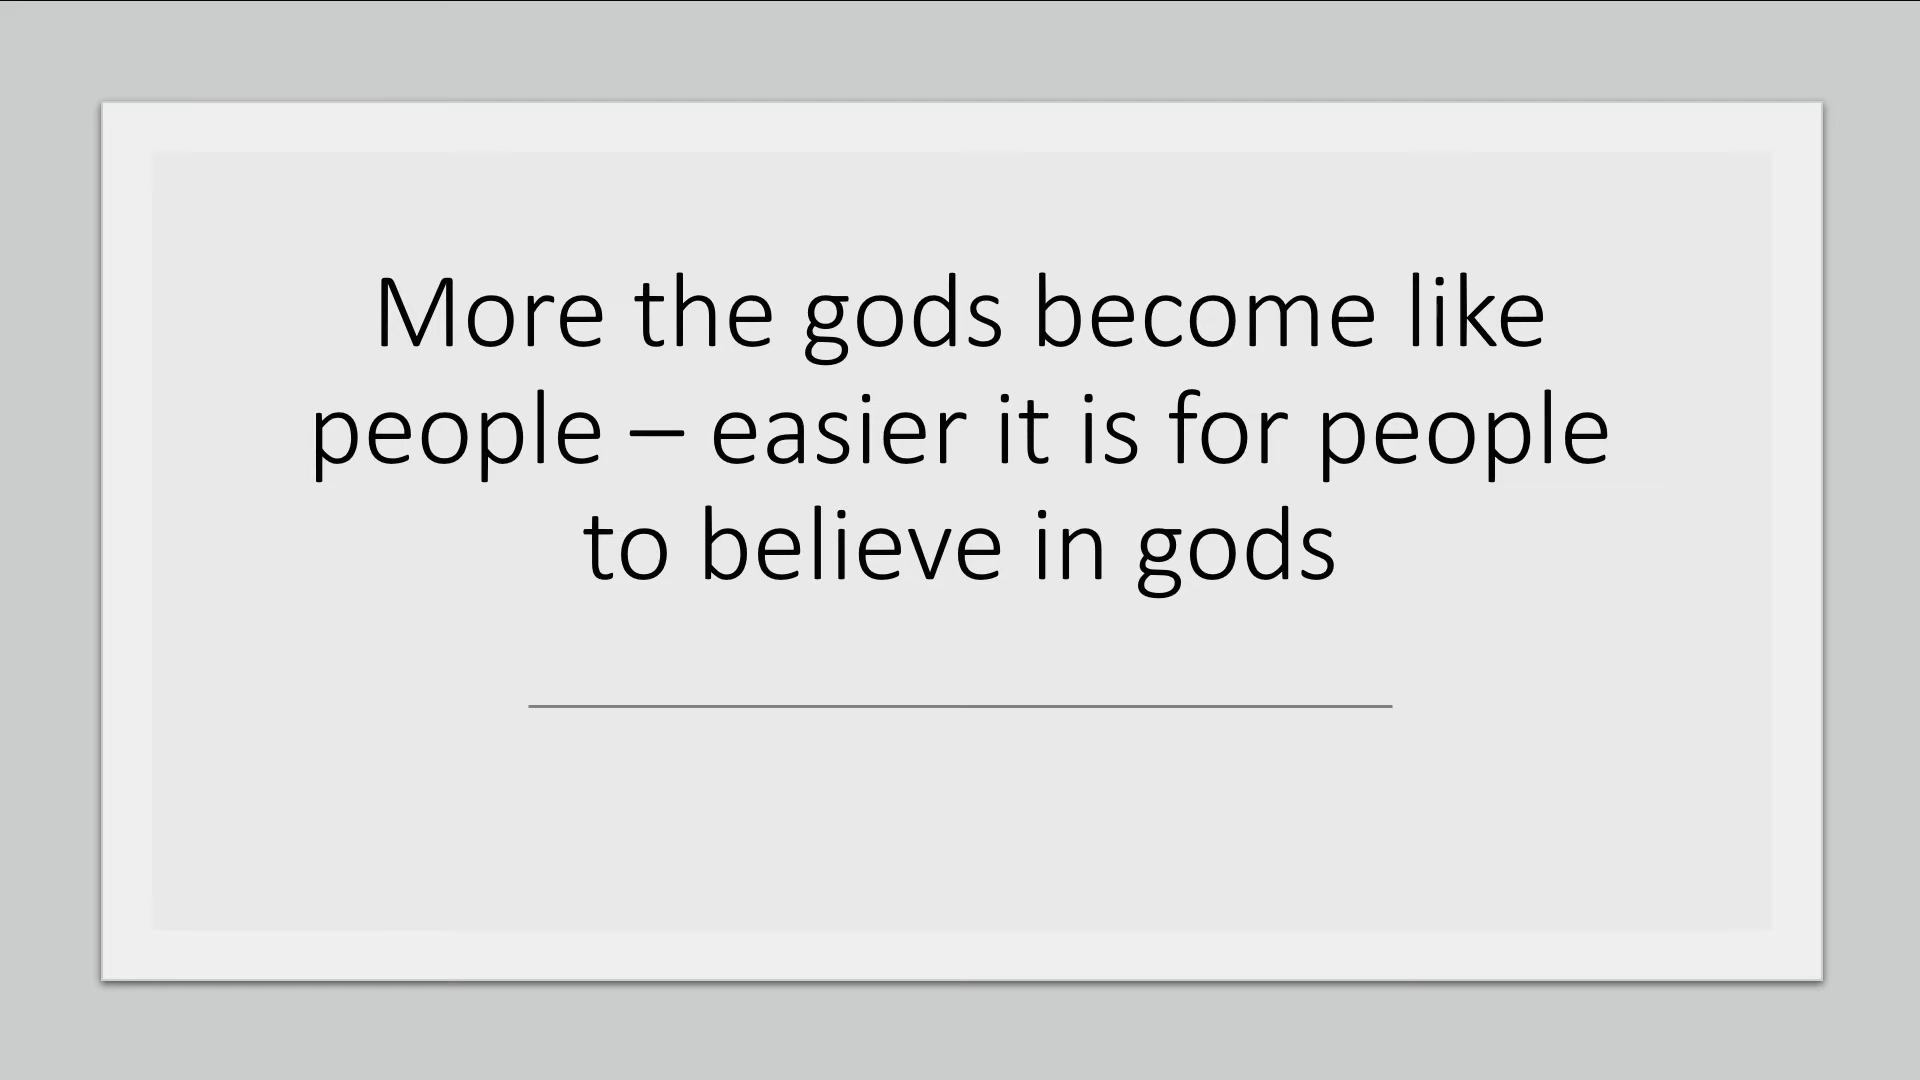 More the gods become like
people – easier it is for people
to believe in gods